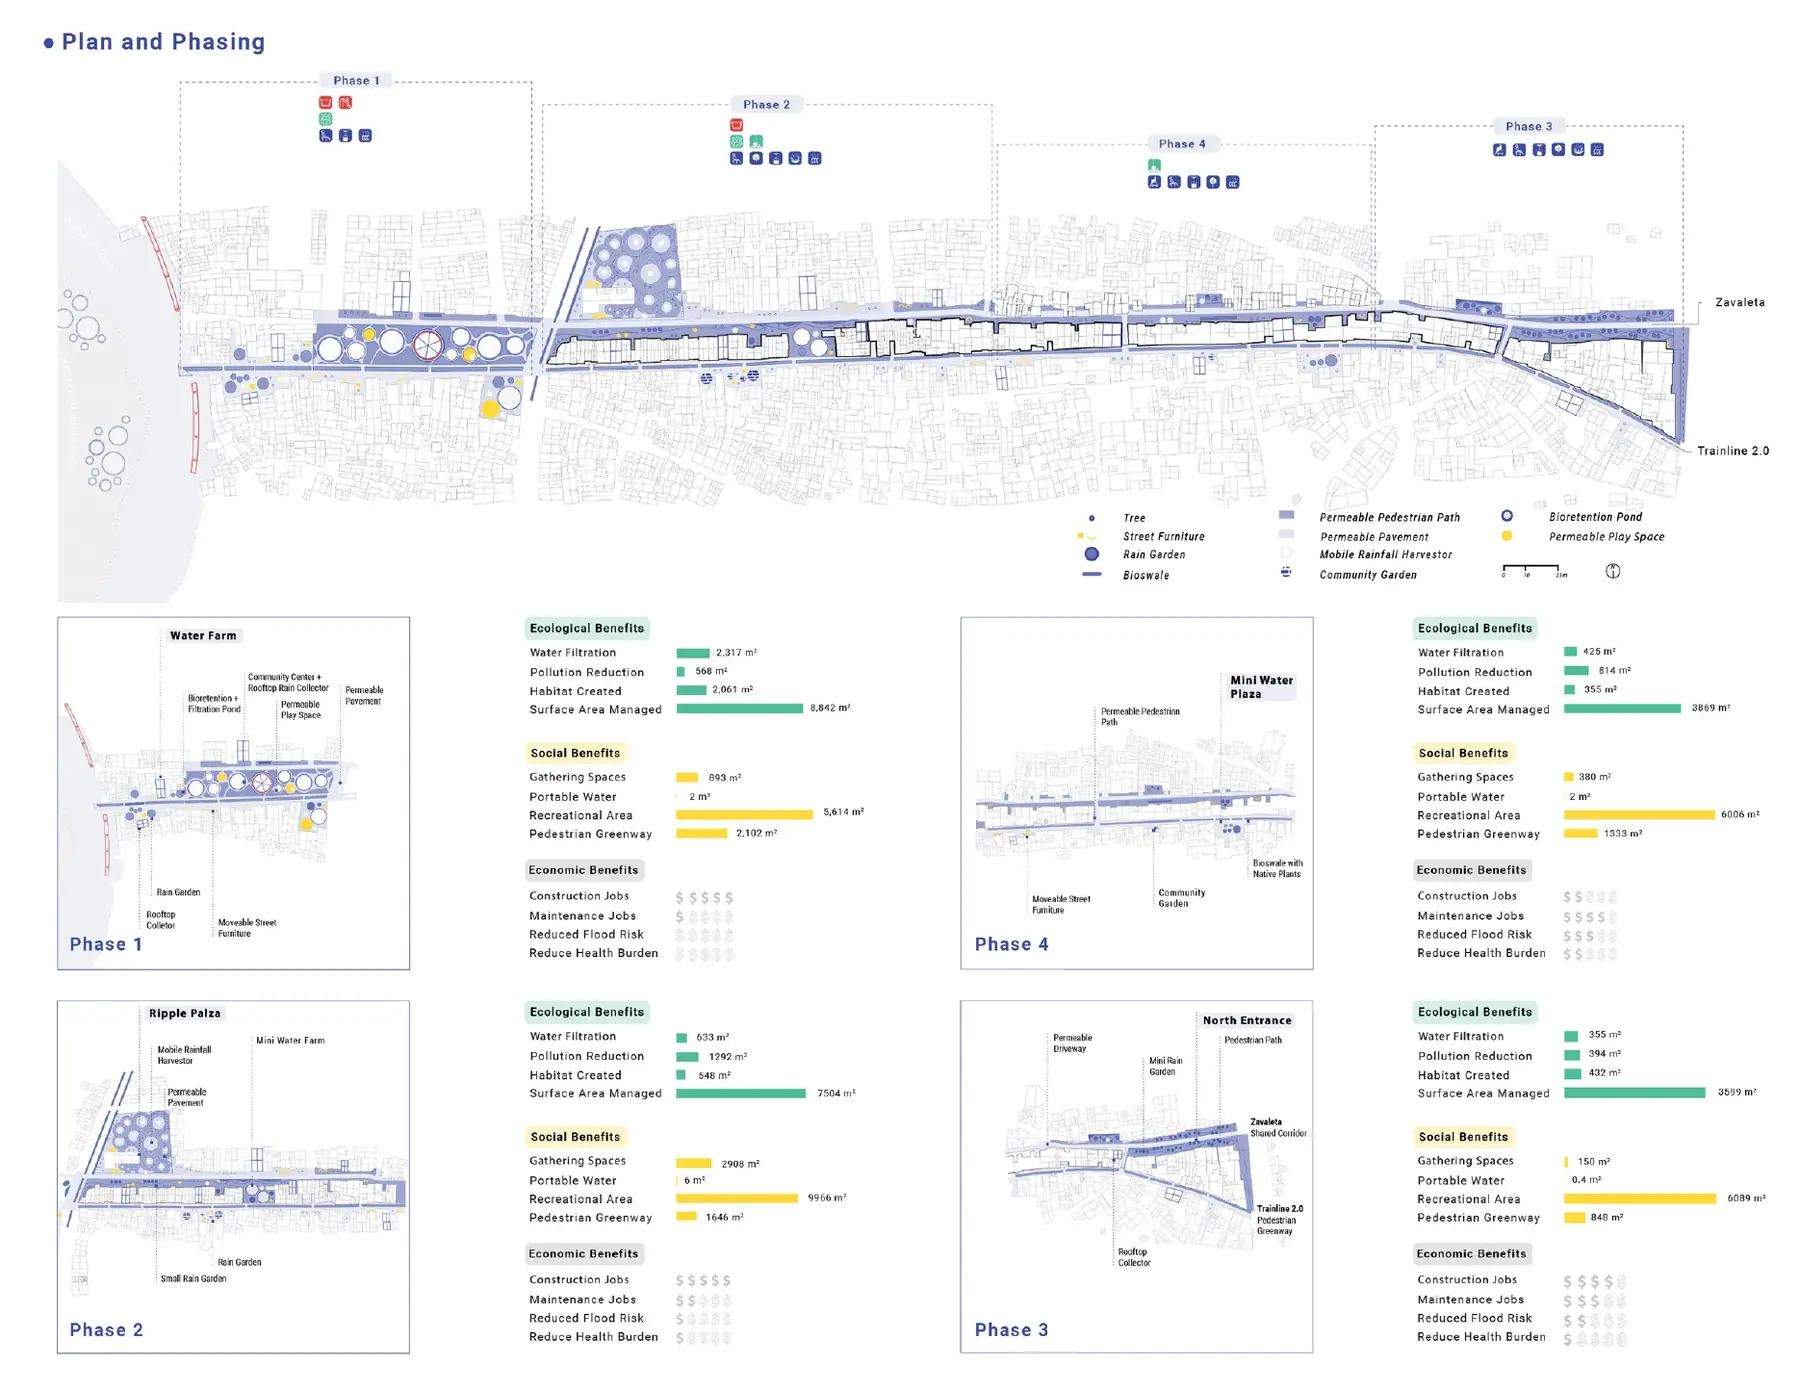 Plan and Phasing
Phase 1
Phase 2
Phase 4
Phase 3
Zavaleta
Trainline 2.0
Tree
Street Furniture
Rain Garden
Bioswale
Permeable Pedestrian Path
Permeable Pavement
Mobile Rainfall Harvestor
Community Garden
Bioretention Pond
Permeable Play Space
0 10 25m
N
Water Farm
Community Center +
Rooftop Rain Collector
Bioretention +
Filtration Pond
Permeable
Play Space
Permeable
Pavement
Rain Garden
Rooftop
Colletor
Moveable Street
Furniture
Phase 1
Ecological Benefits
Water Filtration 2,317 m²
Pollution Reduction 568 m²
Habitat Created 2,061 m²
Surface Area Managed 8,842 m²
Social Benefits
Gathering Spaces 893 m²
Portable Water 2 m³
Recreational Area 5,614 m²
Pedestrian Greenway 2,102 m²
Economic Benefits
Construction Jobs $ $ $ $ $
Maintenance Jobs $ $ $ $ $
Reduced Flood Risk $ $ $ $ $
Reduce Health Burden $ $ $ $ $
Mini Water
Plaza
Permeable Pedestrian
Path
Bioswale with
Native Plants
Moveable Street
Furniture
Community
Garden
Phase 4
Ecological Benefits
Water Filtration 425 m²
Pollution Reduction 814 m²
Habitat Created 355 m²
Surface Area Managed 3869 m²
Social Benefits
Gathering Spaces 380 m²
Portable Water 2 m²
Recreational Area 6006 m²
Pedestrian Greenway 1333 m²
Economic Benefits
Construction Jobs $ $ $ $ $
Maintenance Jobs $ $ $ $ $
Reduced Flood Risk $ $ $ $ $
Reduce Health Burden $ $ $ $ $
Ripple Palza
Mobile Rainfall
Harvestor
Mini Water Farm
Permeable
Pavement
Rain Garden
Small Rain Garden
Phase 2
Ecological Benefits
Water Filtration 633 m²
Pollution Reduction 1292 m²
Habitat Created 548 m²
Surface Area Managed 7504 m²
Social Benefits
Gathering Spaces 2908 m²
Portable Water 6 m²
Recreational Area 9966 m²
Pedestrian Greenway 1646 m²
Economic Benefits
Construction Jobs $ $ $ $ $
Maintenance Jobs $ $ $ $ $
Reduced Flood Risk $ $ $ $ $
Reduce Health Burden $ $ $ $ $
North Entrance
Permeable
Driveway
Pedestrian Path
Mini Rain
Garden
Zavaleta
Shared Corridor
Trainline 2.0
Pedestrian
Greenway
Rooftop
Collector
Phase 3
Ecological Benefits
Water Filtration 355 m²
Pollution Reduction 394 m²
Habitat Created 432 m²
Surface Area Managed 3599 m²
Social Benefits
Gathering Spaces 150 m²
Portable Water 0.4 m²
Recreational Area 6089 m²
Pedestrian Greenway 848 m²
Economic Benefits
Construction Jobs $ $ $ $ $
Maintenance Jobs $ $ $ $ $
Reduced Flood Risk $ $ $ $ $
Reduce Health Burden $ $ $ $ $